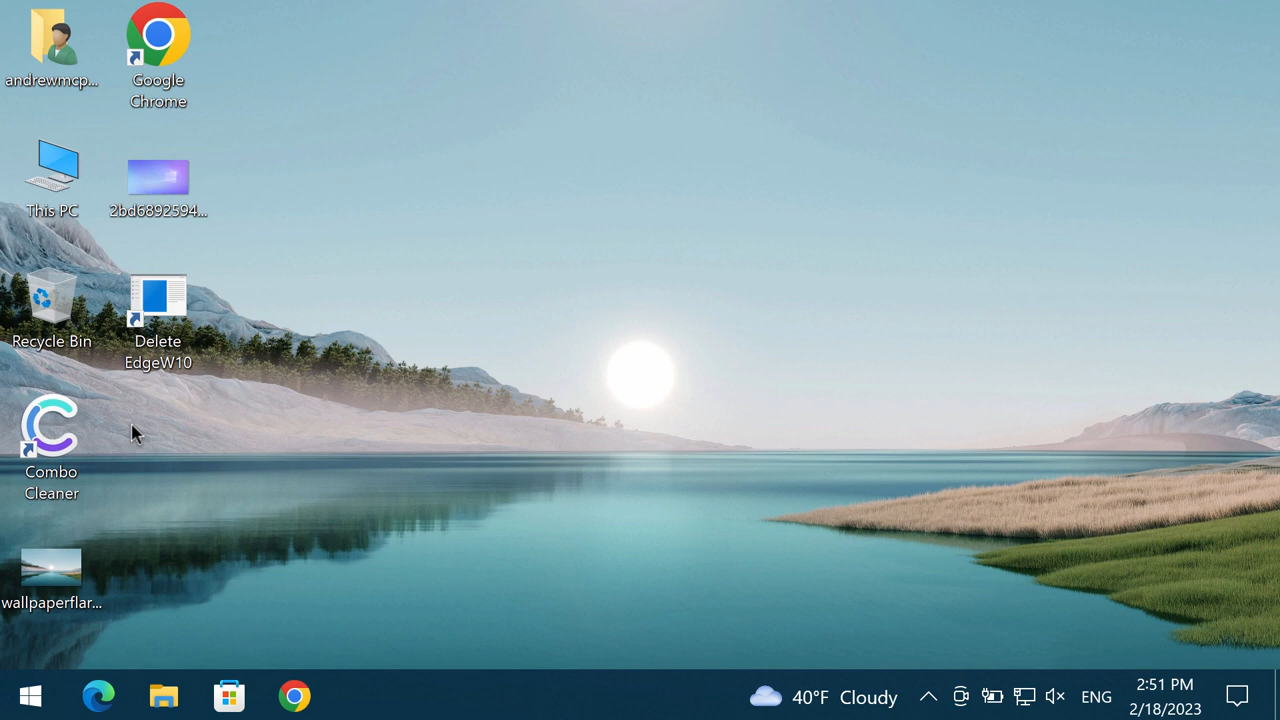 andrewmcp...
Google
Chrome
This PC
2bd6892594...
Recycle Bin
Delete
EdgeW10
Combo
Cleaner
wallpaperflar...
40°F Cloudy
ENG
2:51 PM
2/18/2023